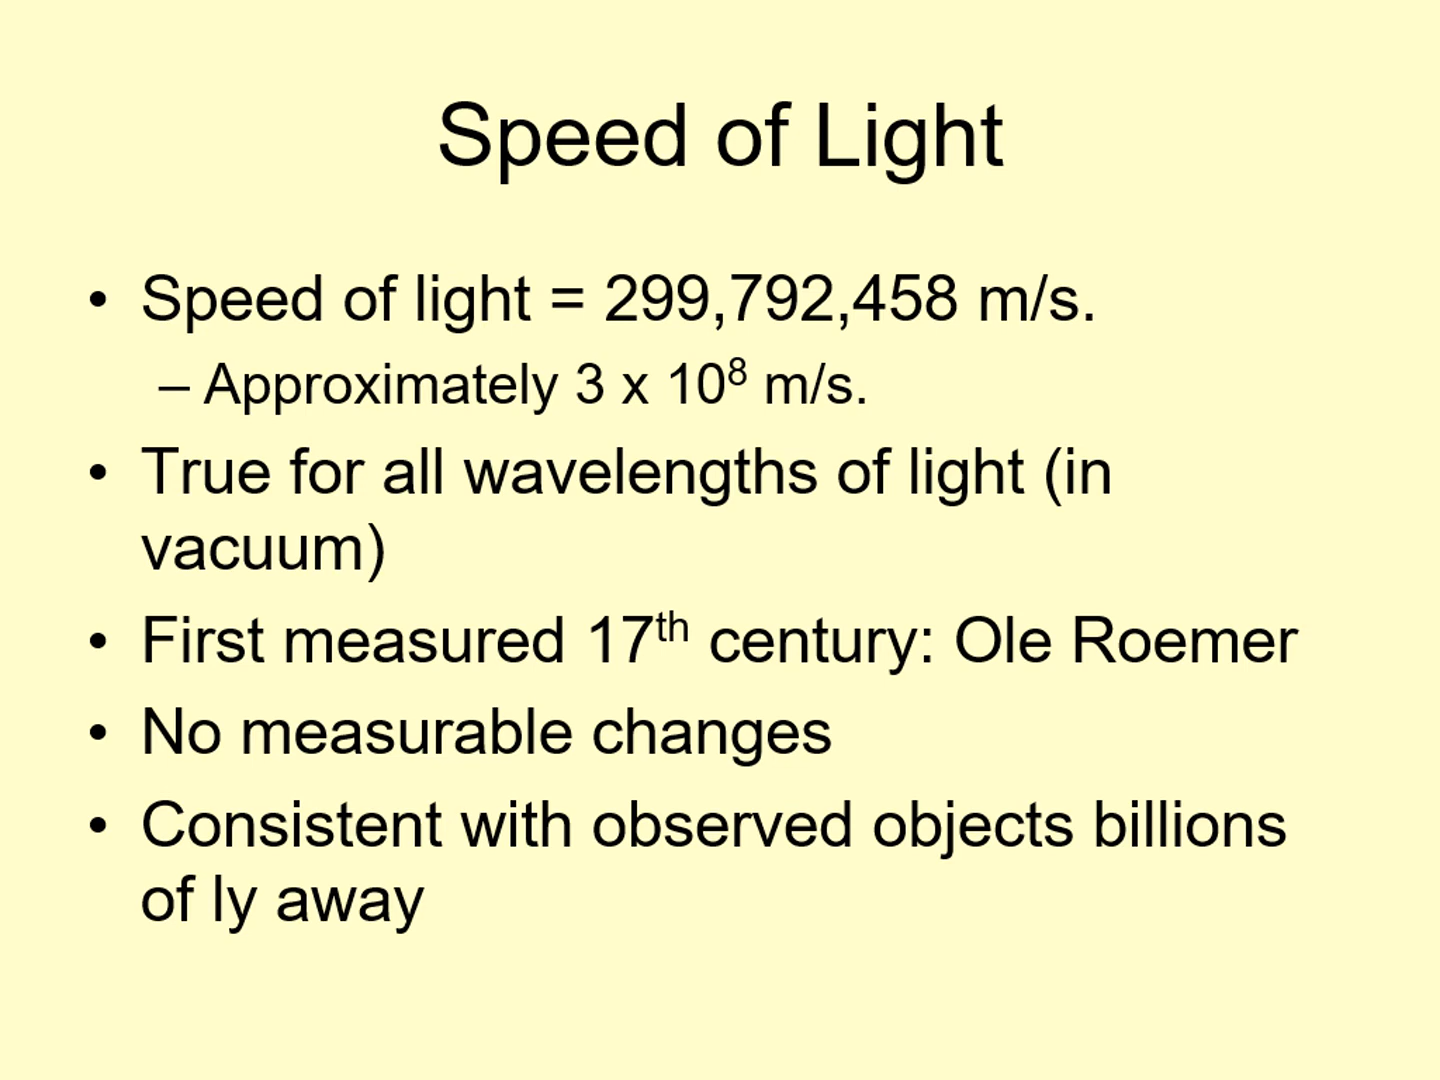 Speed of Light
• Speed of light = 299,792,458 m/s.
– Approximately 3 x 10⁸ m/s.
• True for all wavelengths of light (in
vacuum)
• First measured 17ᵗʰ century: Ole Roemer
• No measurable changes
• Consistent with observed objects billions
of ly away